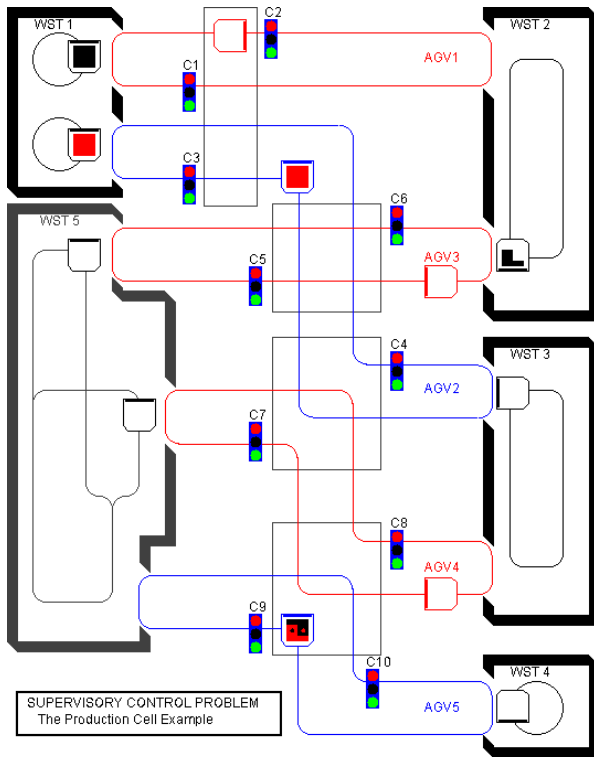 C2
WST 1
WST 2
AGV1
C1
C3
C6
WST 5
C5
AGV3
C4
WST 3
AGV2
C7
C8
AGV4
C9
C10
WST 4
AGV5
SUPERVISORY CONTROL PROBLEM
The Production Cell Example